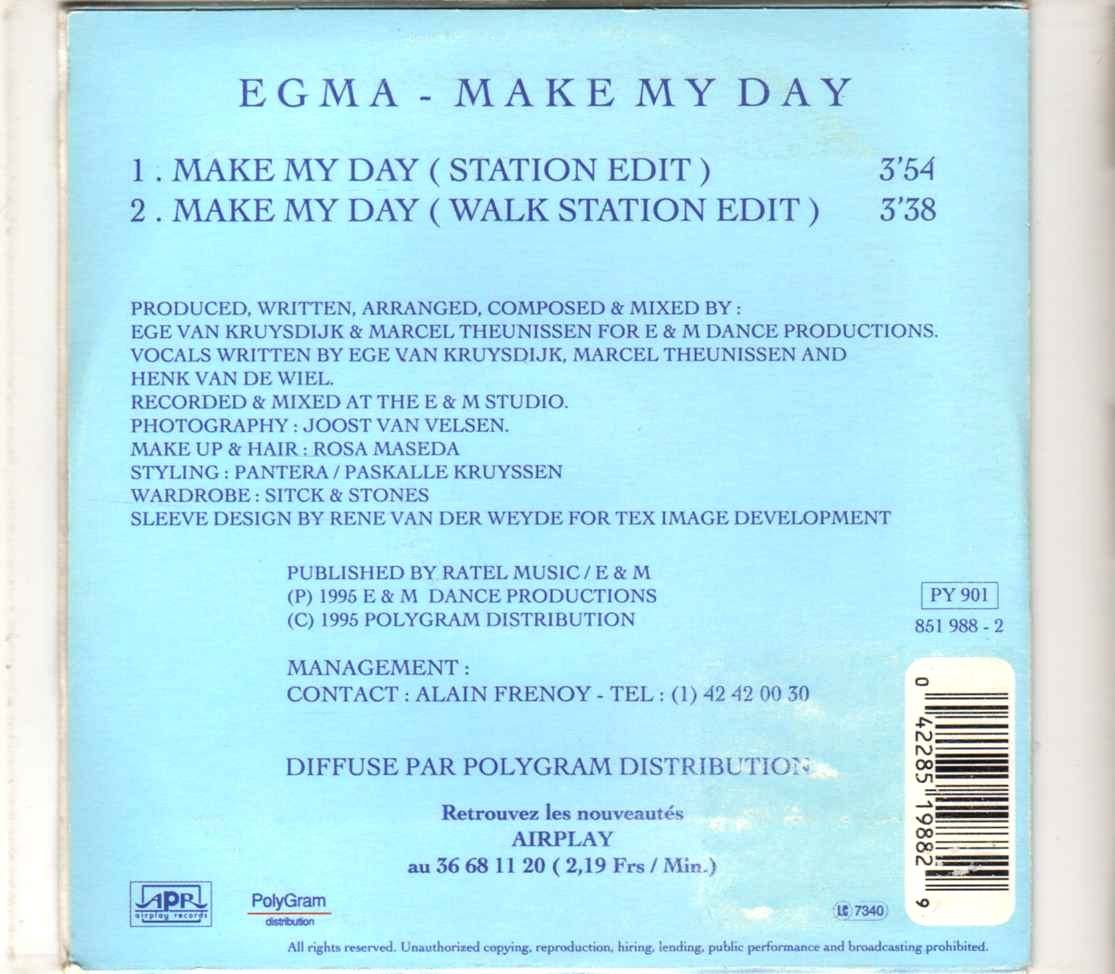 EGMA - MAKE MY DAY
1 . MAKE MY DAY ( STATION EDIT ) 3'54
2 . MAKE MY DAY ( WALK STATION EDIT ) 3'38
PRODUCED, WRITTEN, ARRANGED, COMPOSED & MIXED BY :
EGE VAN KRUYSDIJK & MARCEL THEUNISSEN FOR E & M DANCE PRODUCTIONS.
VOCALS WRITTEN BY EGE VAN KRUYSDIJK, MARCEL THEUNISSEN AND
HENK VAN DE WIEL.
RECORDED & MIXED AT THE E & M STUDIO.
PHOTOGRAPHY : JOOST VAN VELSEN.
MAKE UP & HAIR : ROSA MASEDA
STYLING : PANTERA / PASKALLE KRUYSSEN
WARDROBE : SITCK & STONES
SLEEVE DESIGN BY RENE VAN DER WEYDE FOR TEX IMAGE DEVELOPMENT
PUBLISHED BY RATEL MUSIC / E & M
(P) 1995 E & M DANCE PRODUCTIONS
(C) 1995 POLYGRAM DISTRIBUTION
PY 901
851 988 - 2
MANAGEMENT :
CONTACT : ALAIN FRENOY - TEL : (1) 42 42 00 30
DIFFUSE PAR POLYGRAM DISTRIBUTION
Retrouvez les nouveautés
AIRPLAY
au 36 68 11 20 ( 2,19 Frs / Min.)
0 42285 19882 9
APR
airplay records
PolyGram
distribution
LC 7340
All rights reserved. Unauthorized copying, reproduction, hiring, lending, public performance and broadcasting prohibited.